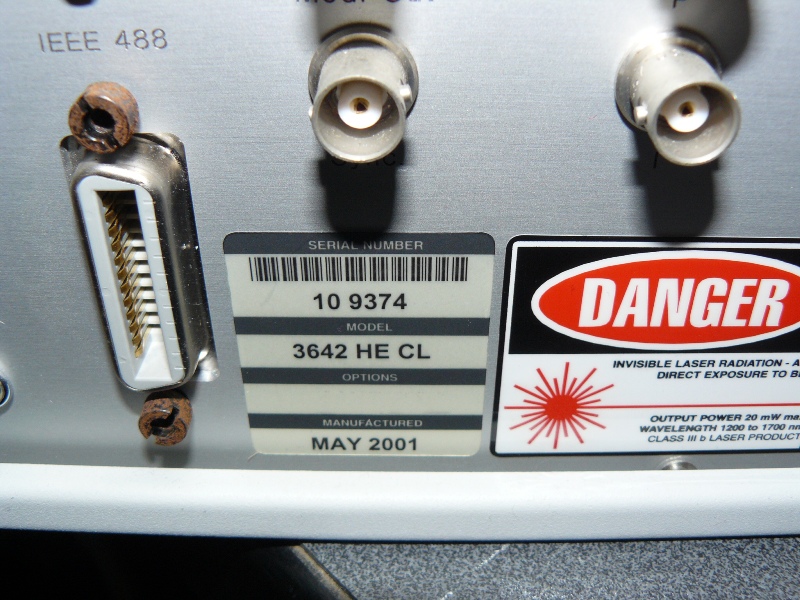 IEEE 488
SERIAL NUMBER
10 9374
MODEL
3642 HE CL
OPTIONS
MANUFACTURED
MAY 2001
DANGER
INVISIBLE LASER RADIATION - A
DIRECT EXPOSURE TO BE
OUTPUT POWER 20 mW ma
WAVELENGTH 1200 to 1700 nm
CLASS III b LASER PRODUCT